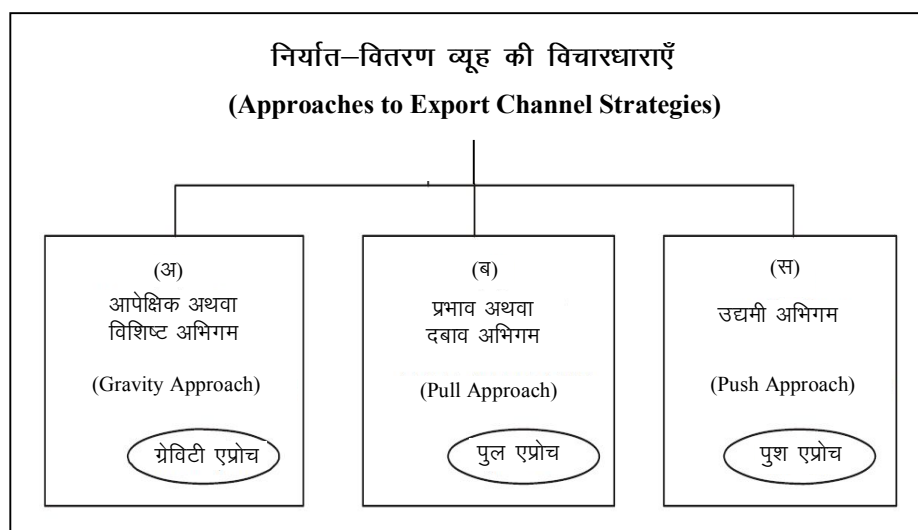 निर्यात–वितरण व्यूह की विचारधाराएँ
(Approaches to Export Channel Strategies)
(अ)
आपेक्षिक अथवा
विशिष्ट अभिगम
(Gravity Approach)
ग्रेविटी एप्रोच
(ब)
प्रभाव अथवा
दबाव अभिगम
(Pull Approach)
पुल एप्रोच
(स)
उद्यमी अभिगम
(Push Approach)
पुश एप्रोच